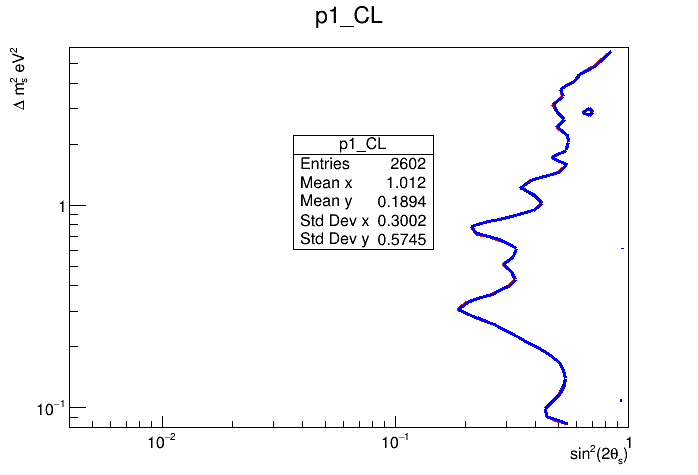 p1_CL
Δ m²ₛ eV²
p1_CL
Entries 2602
Mean x 1.012
Mean y 0.1894
Std Dev x 0.3002
Std Dev y 0.5745
1
10⁻¹
10⁻² 10⁻¹ 1
sin²(2θₛ)